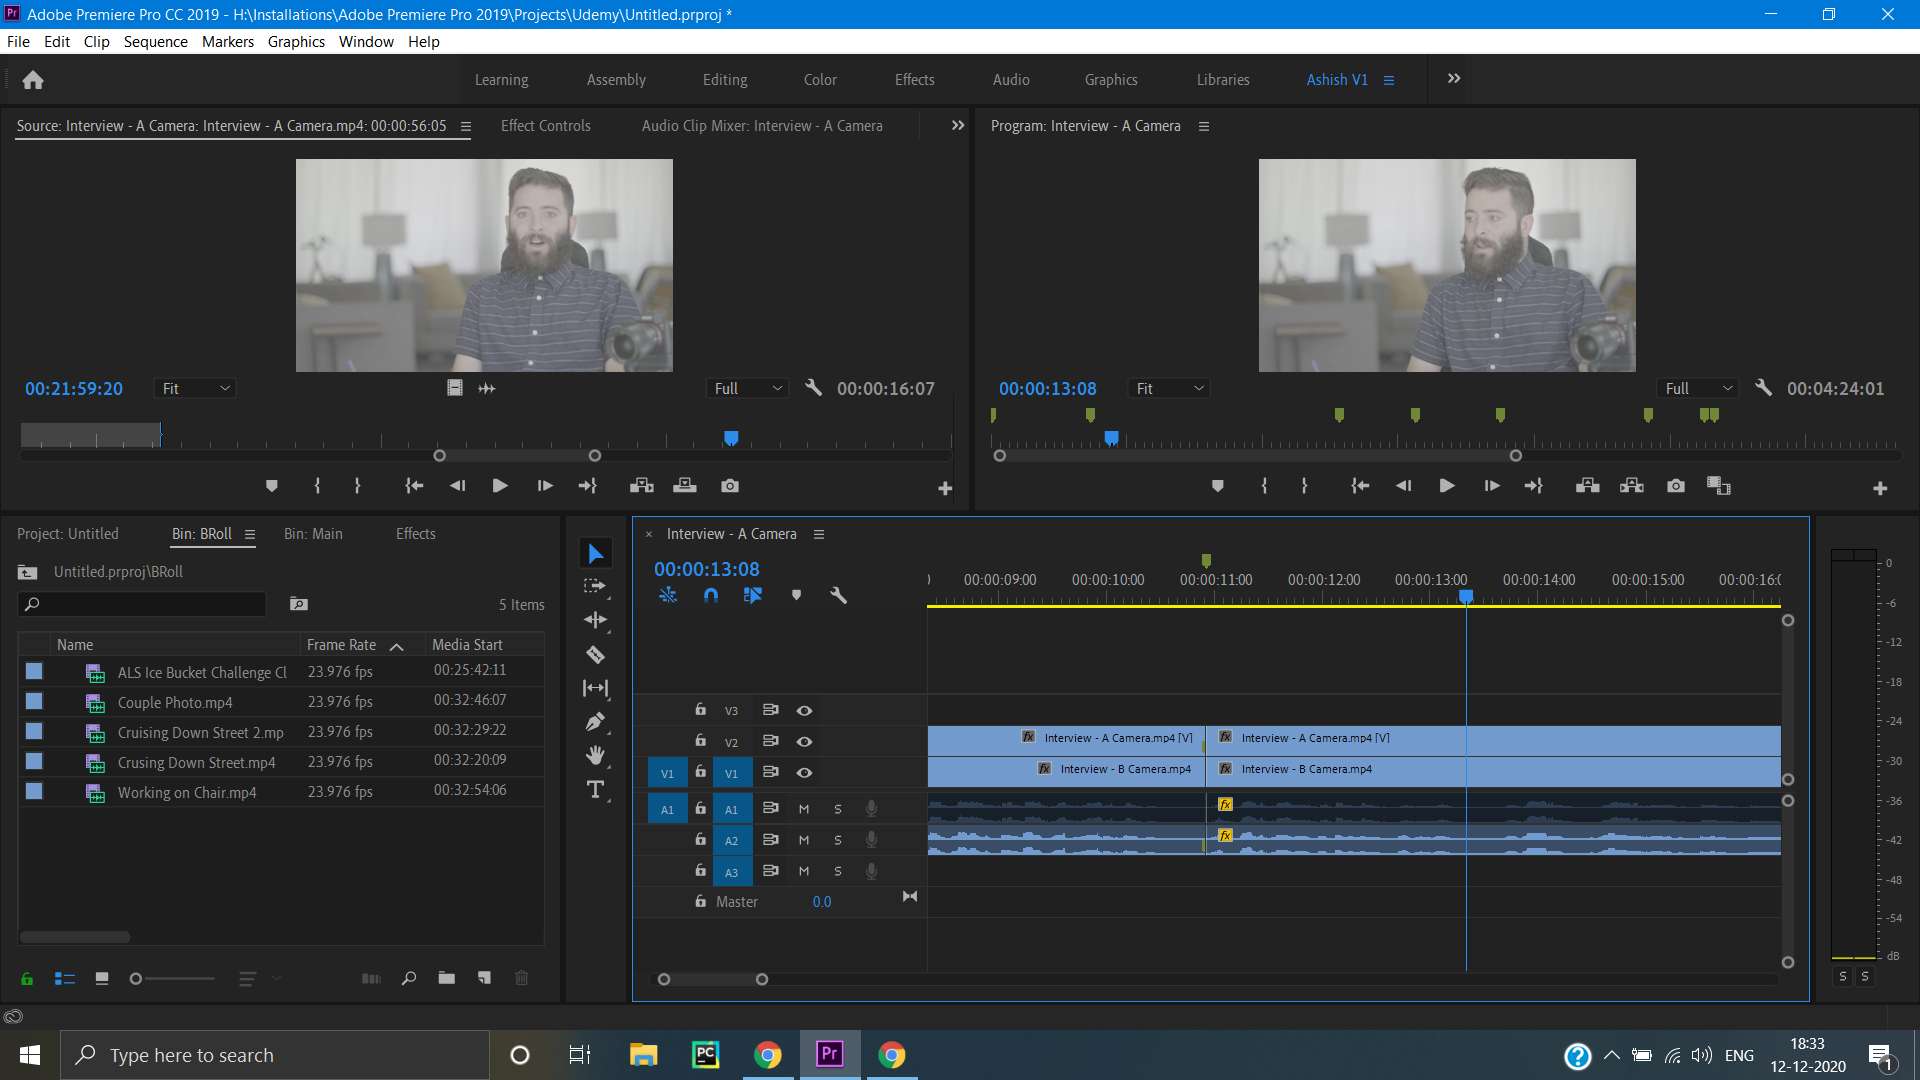 Pr Adobe Premiere Pro CC 2019 - H:\Installations\Adobe Premiere Pro 2019\Projects\Udemy\Untitled.prproj *
File Edit Clip Sequence Markers Graphics Window Help
Learning Assembly Editing Color Effects Audio Graphics Libraries Ashish V1
Source: Interview - A Camera: Interview - A Camera.mp4: 00:00:56:05 Effect Controls Audio Clip Mixer: Interview - A Camera
Program: Interview - A Camera
00:21:59:20 Fit Full 00:00:16:07
00:00:13:08 Fit Full 00:04:24:01
Project: Untitled Bin: BRoll Bin: Main Effects
Untitled.prproj\BRoll
5 Items
Name Frame Rate Media Start
ALS Ice Bucket Challenge Cl 23.976 fps 00:25:42:11
Couple Photo.mp4 23.976 fps 00:32:46:07
Cruising Down Street 2.mp 23.976 fps 00:32:29:22
Crusing Down Street.mp4 23.976 fps 00:32:20:09
Working on Chair.mp4 23.976 fps 00:32:54:06
× Interview - A Camera
00:00:13:08
00:00:09:00 00:00:10:00 00:00:11:00 00:00:12:00 00:00:13:00 00:00:14:00 00:00:15:00 00:00:16:0
V3
V2 fx Interview - A Camera.mp4 [V] fx Interview - A Camera.mp4 [V]
V1 V1 fx Interview - B Camera.mp4 fx Interview - B Camera.mp4
A1 A1 M S fx
A2 M S fx
A3 M S
Master 0.0
0
-6
-12
-18
-24
-30
-36
-42
-48
-54
dB
S S
Type here to search
PC
Pr
ENG
18:33
12-12-2020
1